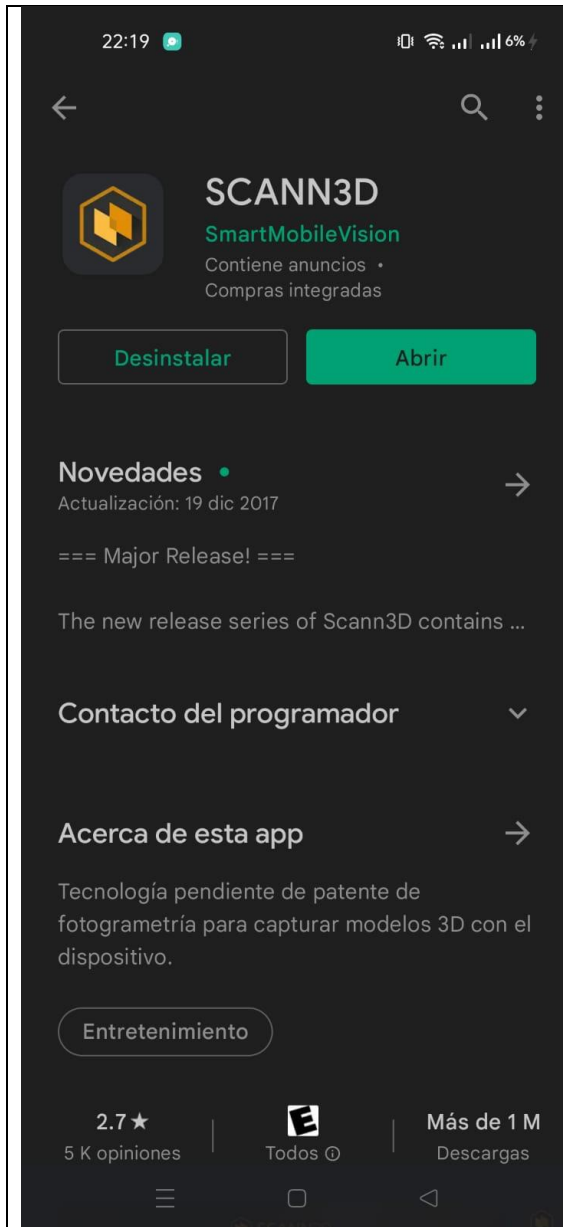 22:19
6%
SCANN3D
SmartMobileVision
Contiene anuncios •
Compras integradas
Desinstalar
Abrir
Novedades •
Actualización: 19 dic 2017
=== Major Release! ===
The new release series of Scann3D contains ...
Contacto del programador
Acerca de esta app
Tecnología pendiente de patente de
fotogrametría para capturar modelos 3D con el
dispositivo.
Entretenimiento
2.7★
5 K opiniones
E
Todos
Más de 1 M
Descargas